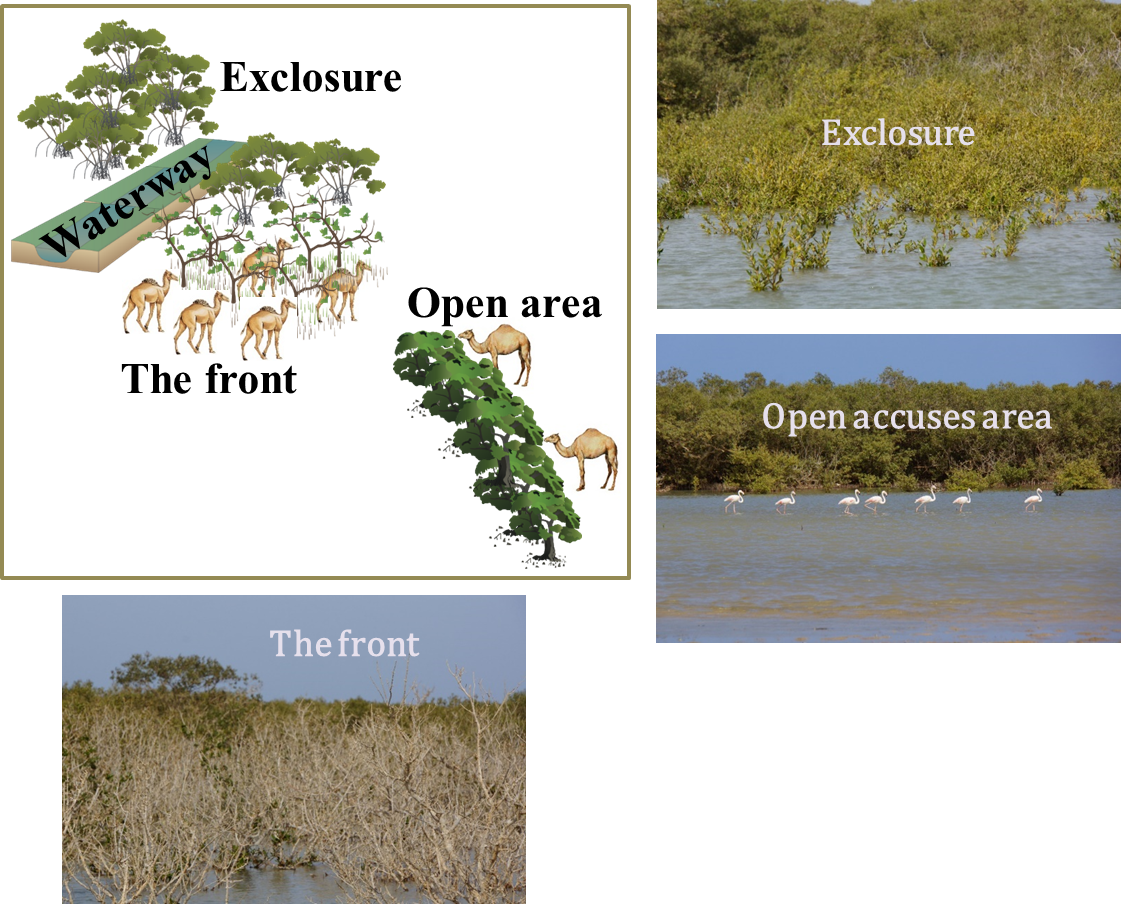 Exclosure
Waterway
The front
Open area
Exclosure
Open accuses area
The front